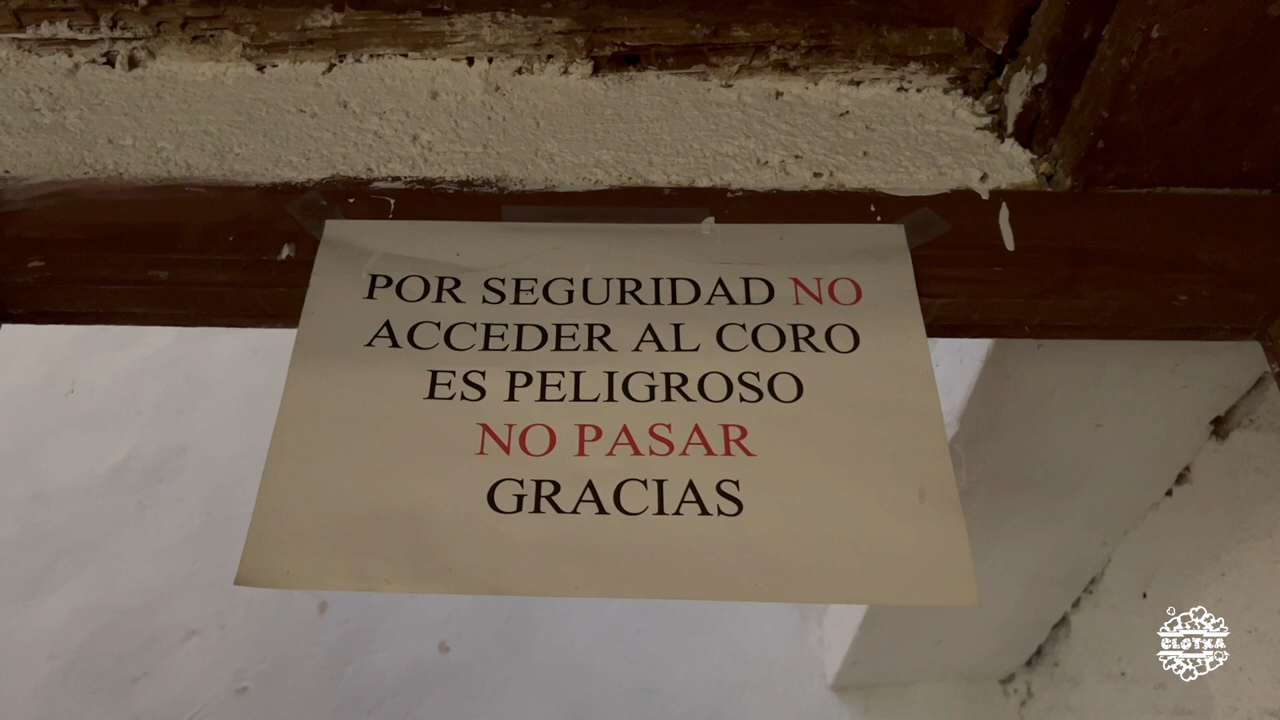 POR SEGURIDAD NO
ACCEDER AL CORO
ES PELIGROSO
NO PASAR
GRACIAS
CLOTXA